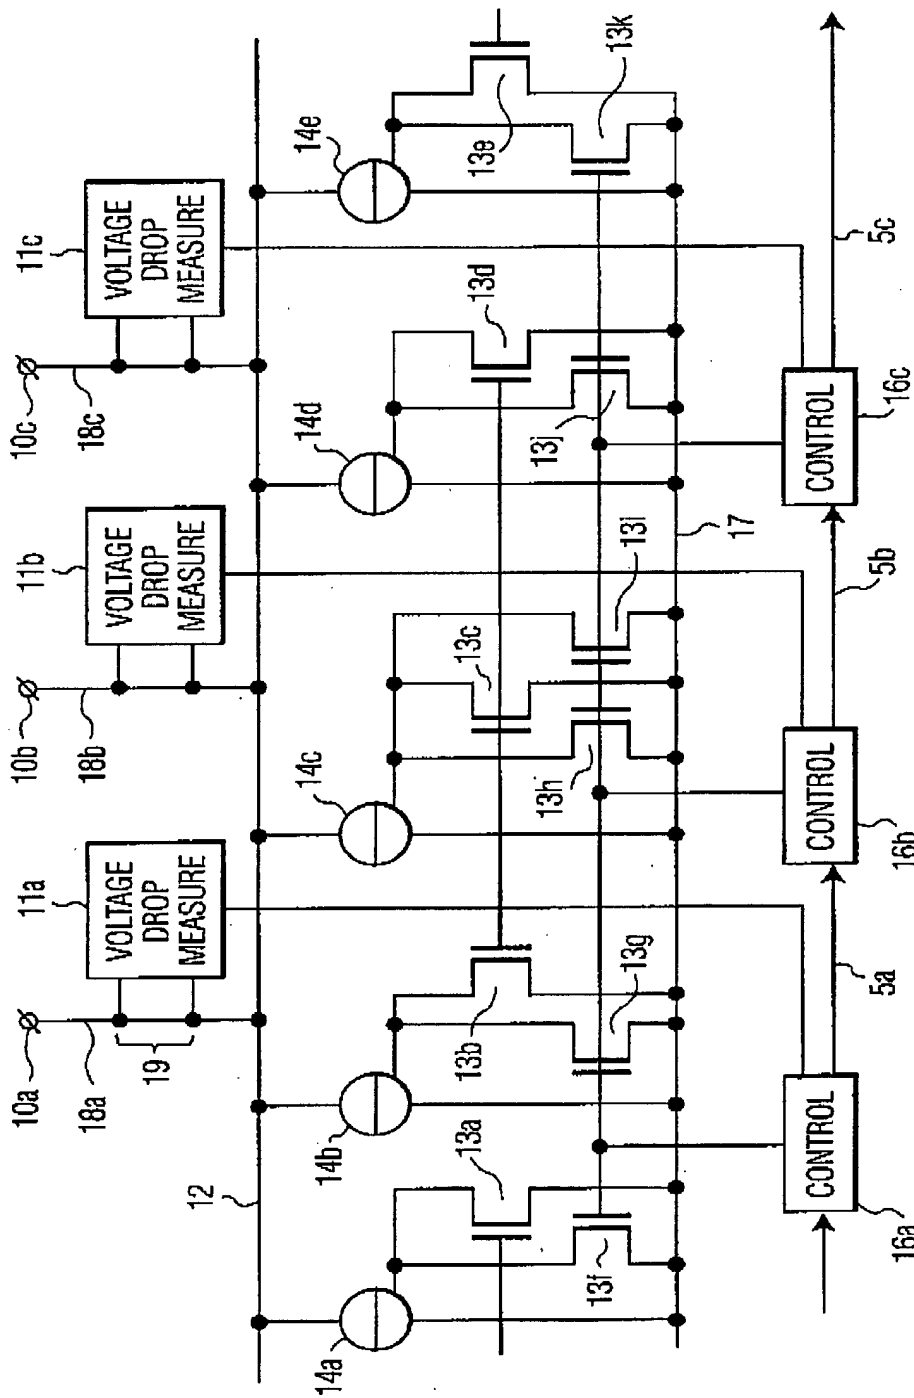 10a
11a
10b
11b
10c
11c
18a
18b
18c
VOLTAGE
DROP
MEASURE
VOLTAGE
DROP
MEASURE
VOLTAGE
DROP
MEASURE
19
12
14a
14b
14c
14d
14e
13a
13b
13c
13d
13e
13f
13g
13h
13i
13j
13k
17
CONTROL
CONTROL
CONTROL
5a
5b
5c
16a
16b
16c